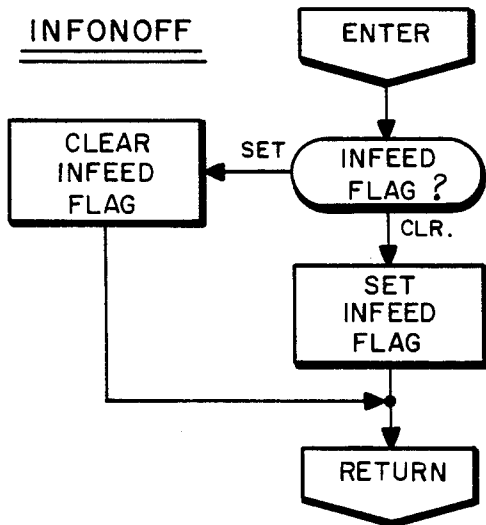 INFONOFF
ENTER
INFEED
FLAG ?
SET
CLEAR
INFEED
FLAG
CLR.
SET
INFEED
FLAG
RETURN